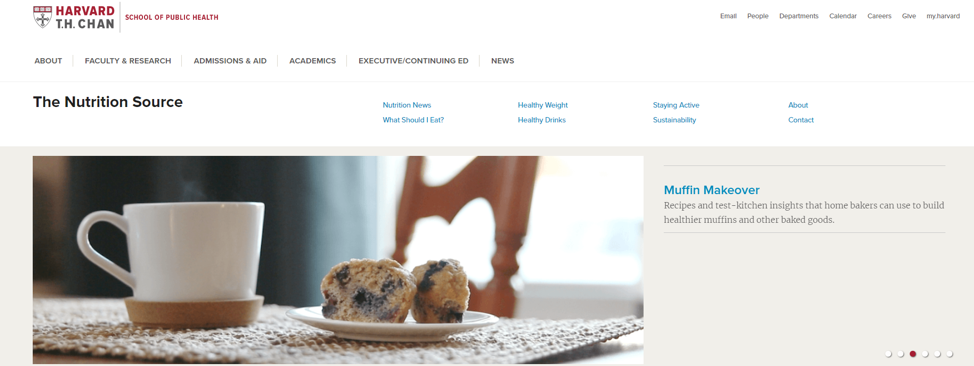 HARVARD
T.H. CHAN
SCHOOL OF PUBLIC HEALTH
Email People Departments Calendar Careers Give my.harvard
ABOUT FACULTY & RESEARCH ADMISSIONS & AID ACADEMICS EXECUTIVE/CONTINUING ED NEWS
The Nutrition Source
Nutrition News Healthy Weight Staying Active About
What Should I Eat? Healthy Drinks Sustainability Contact
Muffin Makeover
Recipes and test-kitchen insights that home bakers can use to build
healthier muffins and other baked goods.